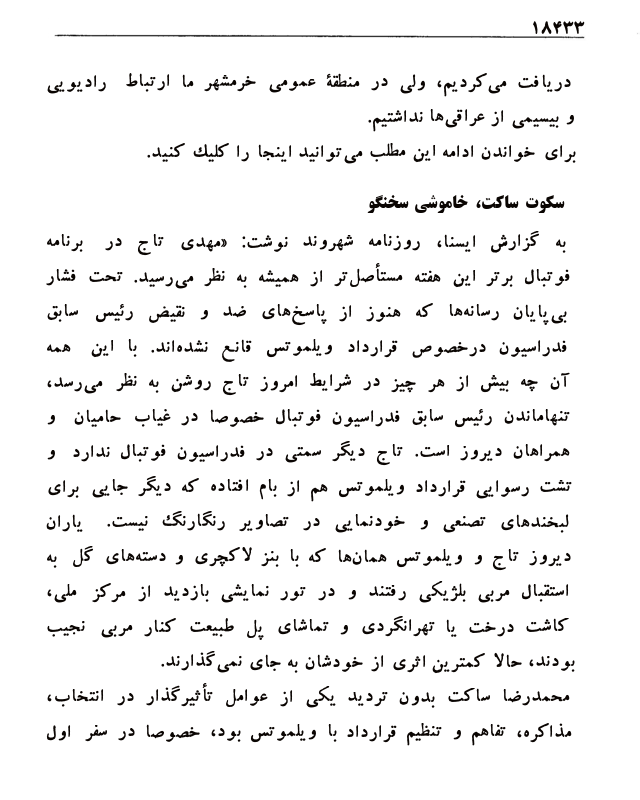 ۱۸۴۳۳
دریافت می‌کردیم، ولی در منطقهٔ عمومی خرمشهر ما ارتباط رادیویی
و بیسیمی از عراقی‌ها نداشتیم.
برای خواندن ادامه این مطلب می‌توانید اینجا را کلیك کنید.
سکوت ساکت، خاموشی سخنگو
به گزارش ایسنا، روزنامه شهروند نوشت: «مهدی تاج در برنامه
فوتبال برتر این هفته مستأصل‌تر از همیشه به نظر می‌رسید. تحت فشار
بی‌پایان رسانه‌ها که هنوز از پاسخ‌های ضد و نقیض رئیس سابق
فدراسیون درخصوص قرارداد ویلموتس قانع نشده‌اند. با این همه
آن چه بیش از هر چیز در شرایط امروز تاج روشن به نظر می‌رسد،
تنهاماندن رئیس سابق فدراسیون فوتبال خصوصا در غیاب حامیان و
همراهان دیروز است. تاج دیگر سمتی در فدراسیون فوتبال ندارد و
تشت رسوایی قرارداد ویلموتس هم از بام افتاده که دیگر جایی برای
لبخندهای تصنعی و خودنمایی در تصاویر رنگارنگ نیست. یاران
دیروز تاج و ویلموتس همان‌ها که با بنز لاکچری و دسته‌های گل به
استقبال مربی بلژیکی رفتند و در تور نمایشی بازدید از مرکز ملی،
کاشت درخت یا تهرانگردی و تماشای پل طبیعت کنار مربی نجیب
بودند، حالا کمترین اثری از خودشان به جای نمی‌گذارند.
محمدرضا ساکت بدون تردید یکی از عوامل تأثیرگذار در انتخاب،
مذاکره، تفاهم و تنظیم قرارداد با ویلموتس بود، خصوصا در سفر اول